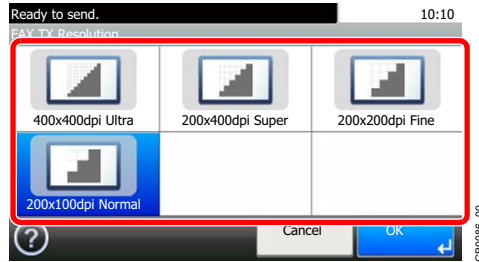 Ready to send. 10:10
FAX TX Resolution
400x400dpi Ultra 200x400dpi Super 200x200dpi Fine
200x100dpi Normal
? Cancel OK